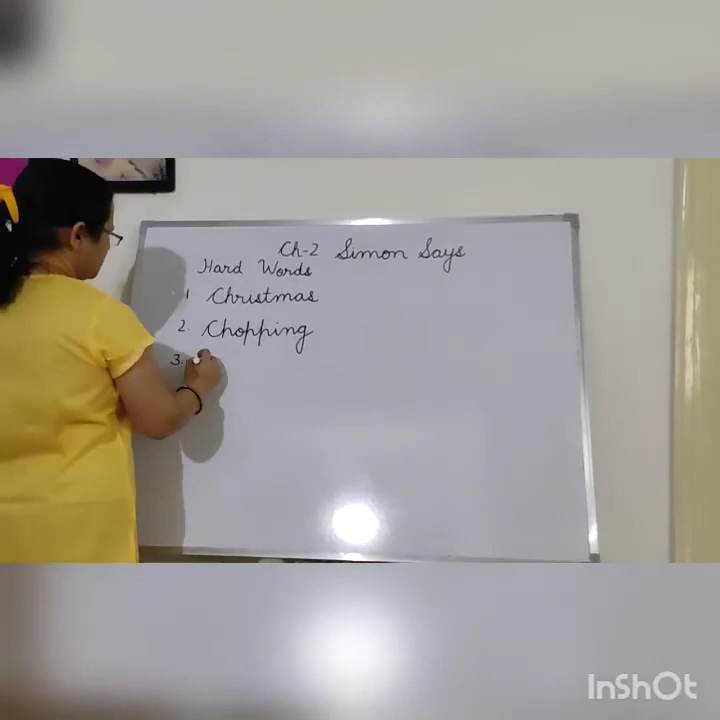 Ch-2 Simon Says
Hard Words
1 Christmas
2. Chopping
3.
InShOt